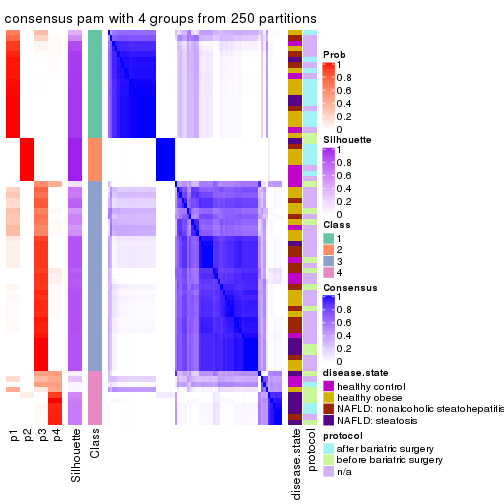 consensus pam with 4 groups from 250 partitions
Prob
1
0.8
0.6
0.4
0.2
0
Silhouette
1
0.8
0.6
0.4
0.2
0
Class
1
2
3
4
Consensus
1
0.8
0.6
0.4
0.2
0
disease.state
healthy control
healthy obese
NAFLD: nonalcoholic steatohepatitis
NAFLD: steatosis
protocol
after bariatric surgery
before bariatric surgery
n/a
p1
p2
p3
p4
Silhouette
Class
disease.state
protocol